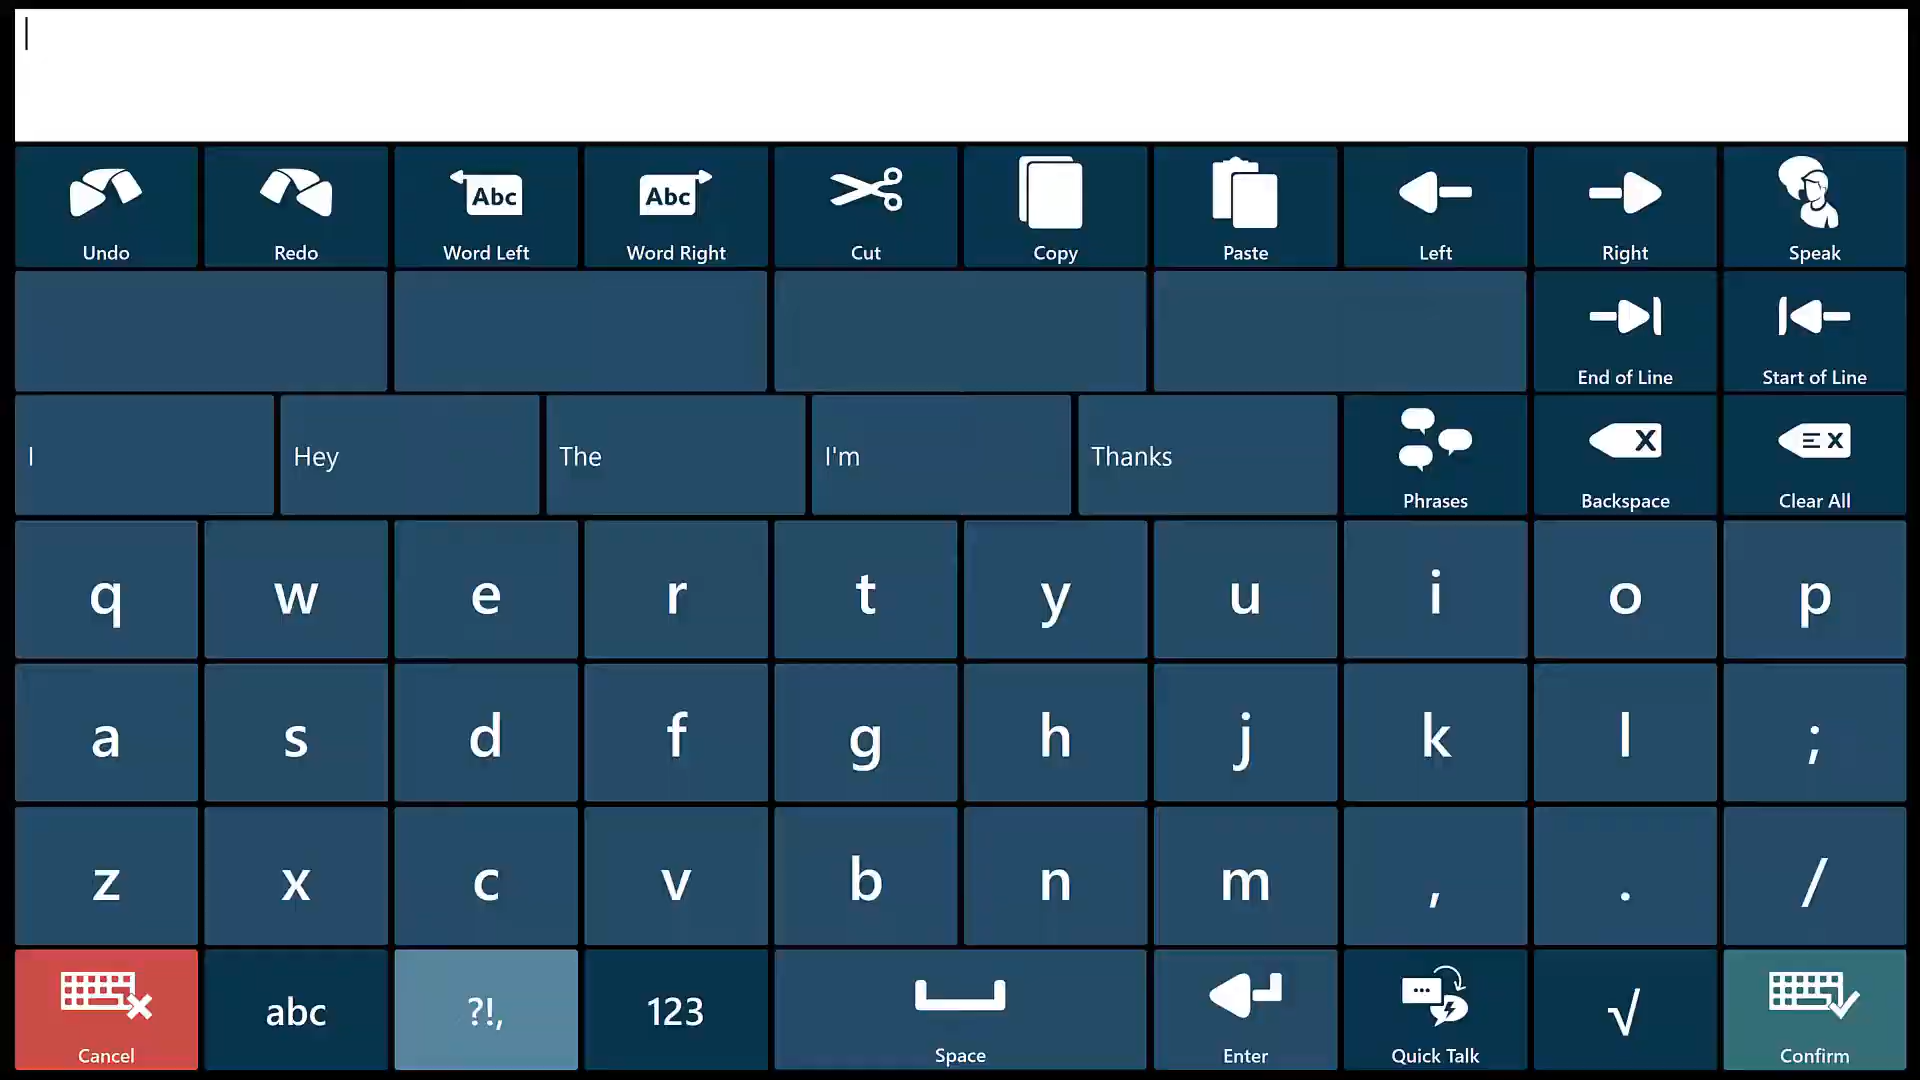 Undo Redo Abc Word Left Abc Word Right Cut Copy Paste Left Right Speak
End of Line Start of Line
I Hey The I'm Thanks Phrases X Backspace X Clear All
q w e r t y u i o p
a s d f g h j k l ;
z x c v b n m , . /
Cancel abc ?!, 123 Space Enter Quick Talk √ Confirm